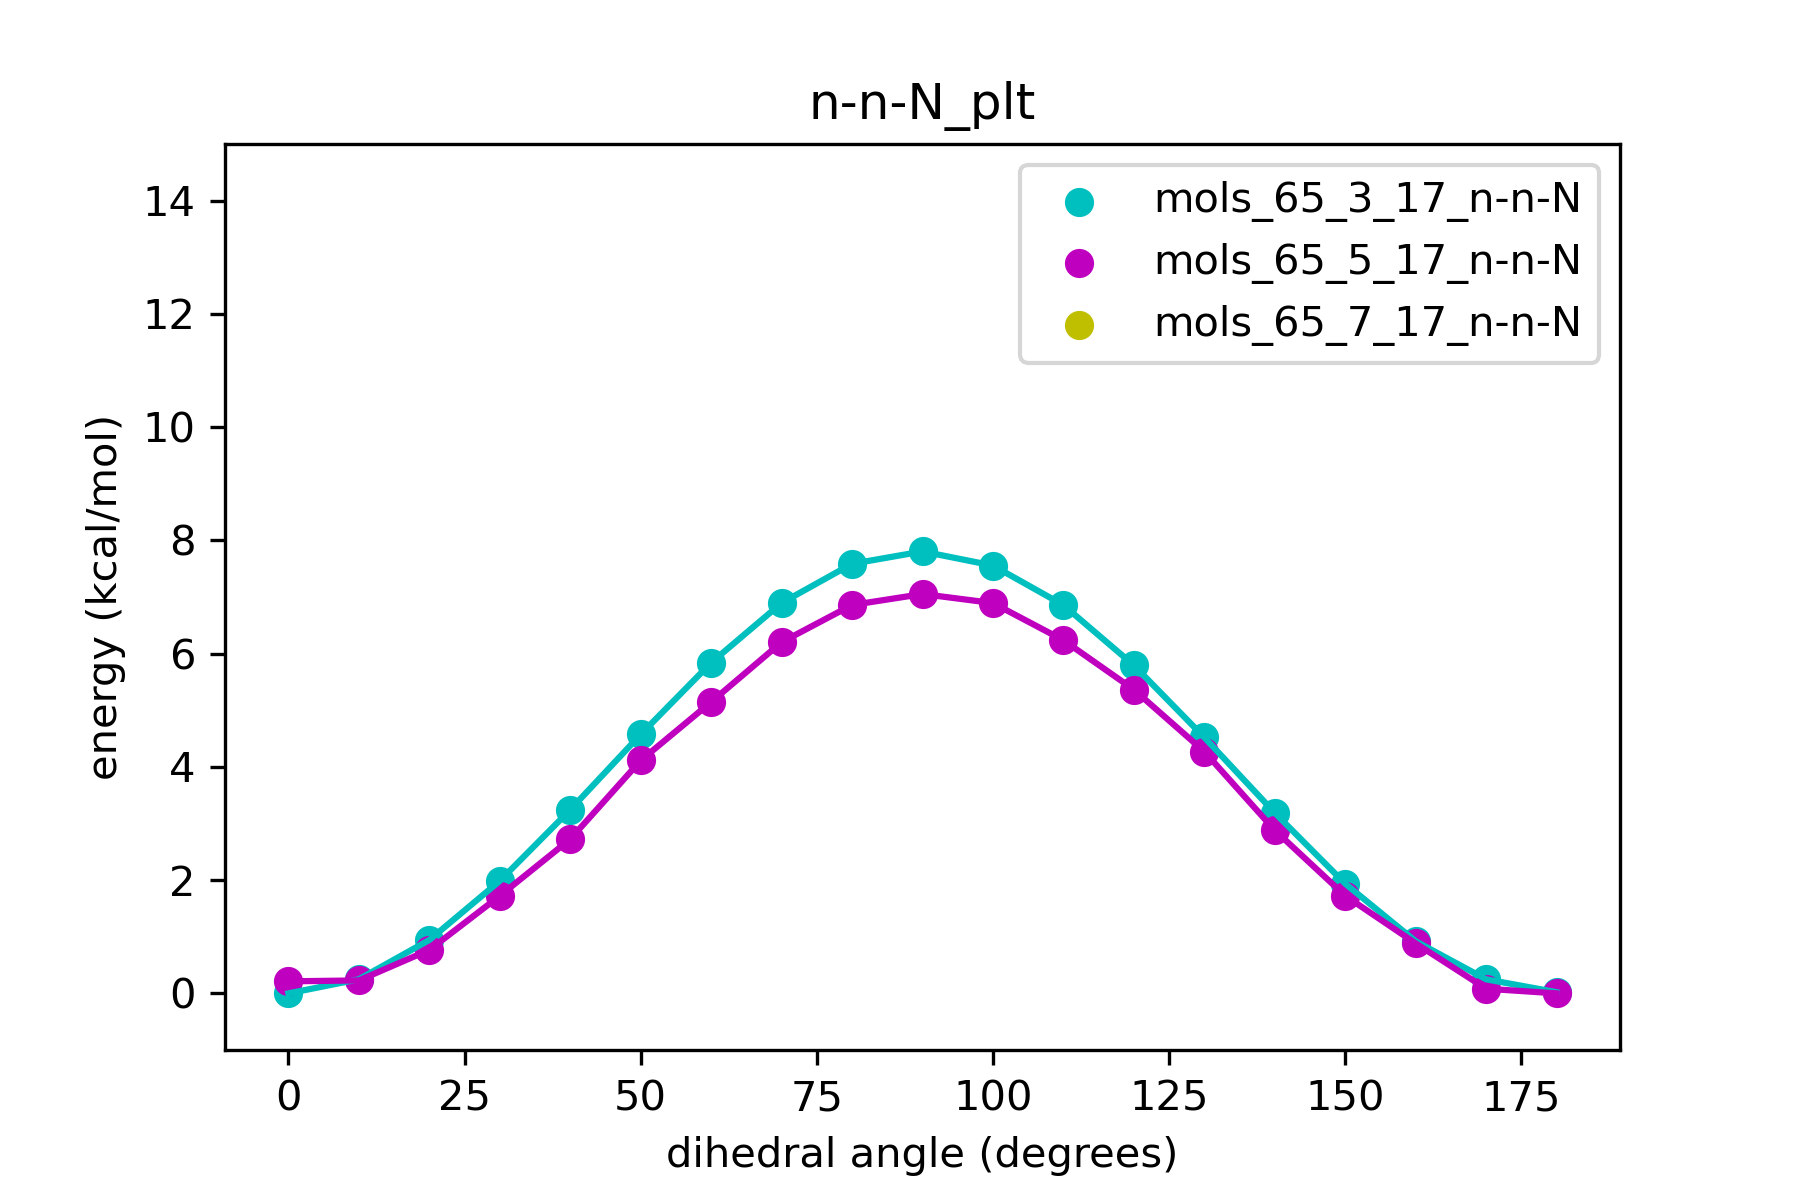 n-n-N_plt
mols_65_3_17_n-n-N
mols_65_5_17_n-n-N
mols_65_7_17_n-n-N
energy (kcal/mol)
14
12
10
8
6
4
2
0
0 25 50 75 100 125 150 175
dihedral angle (degrees)